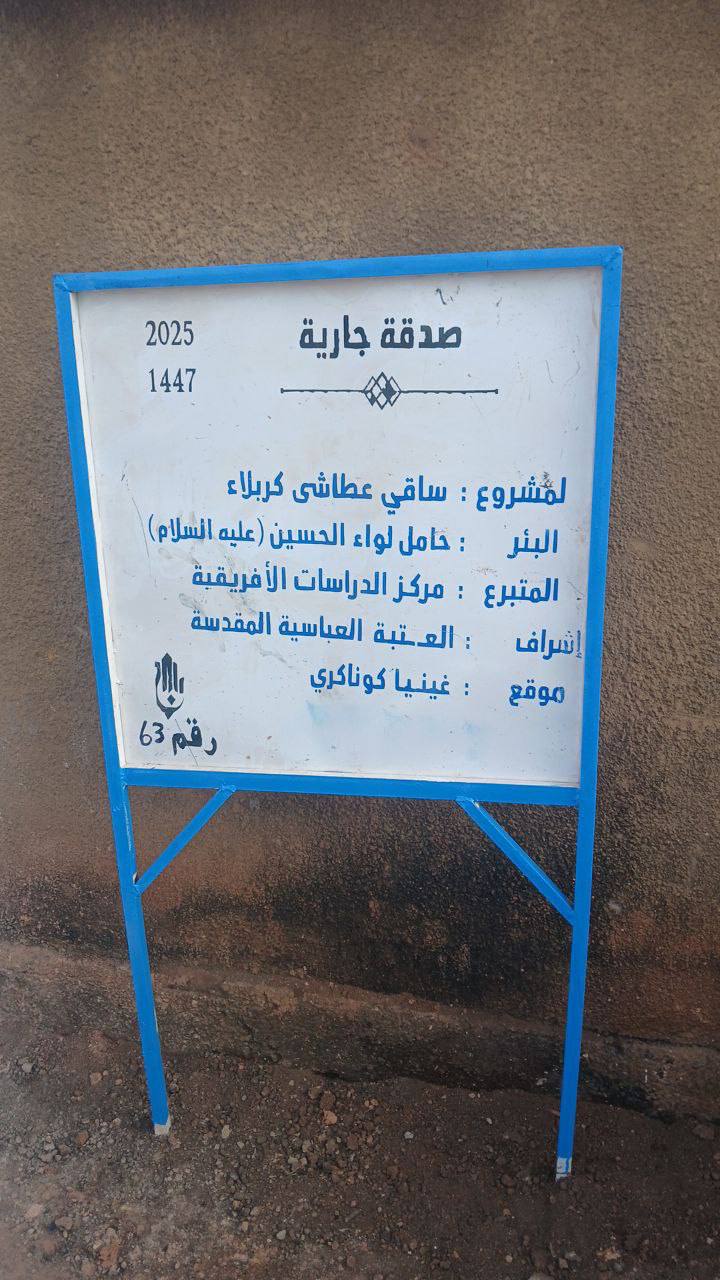 صدقة جارية
2025
1447
لمشروع : ساقي عطاشى كربلاء
البئر : حامل لواء الحسين (عليه السلام)
المتبرع : مركز الدراسات الأفريقية
إشراف : العتبة العباسية المقدسة
موقع : غينيا كوناكري
رقم 63